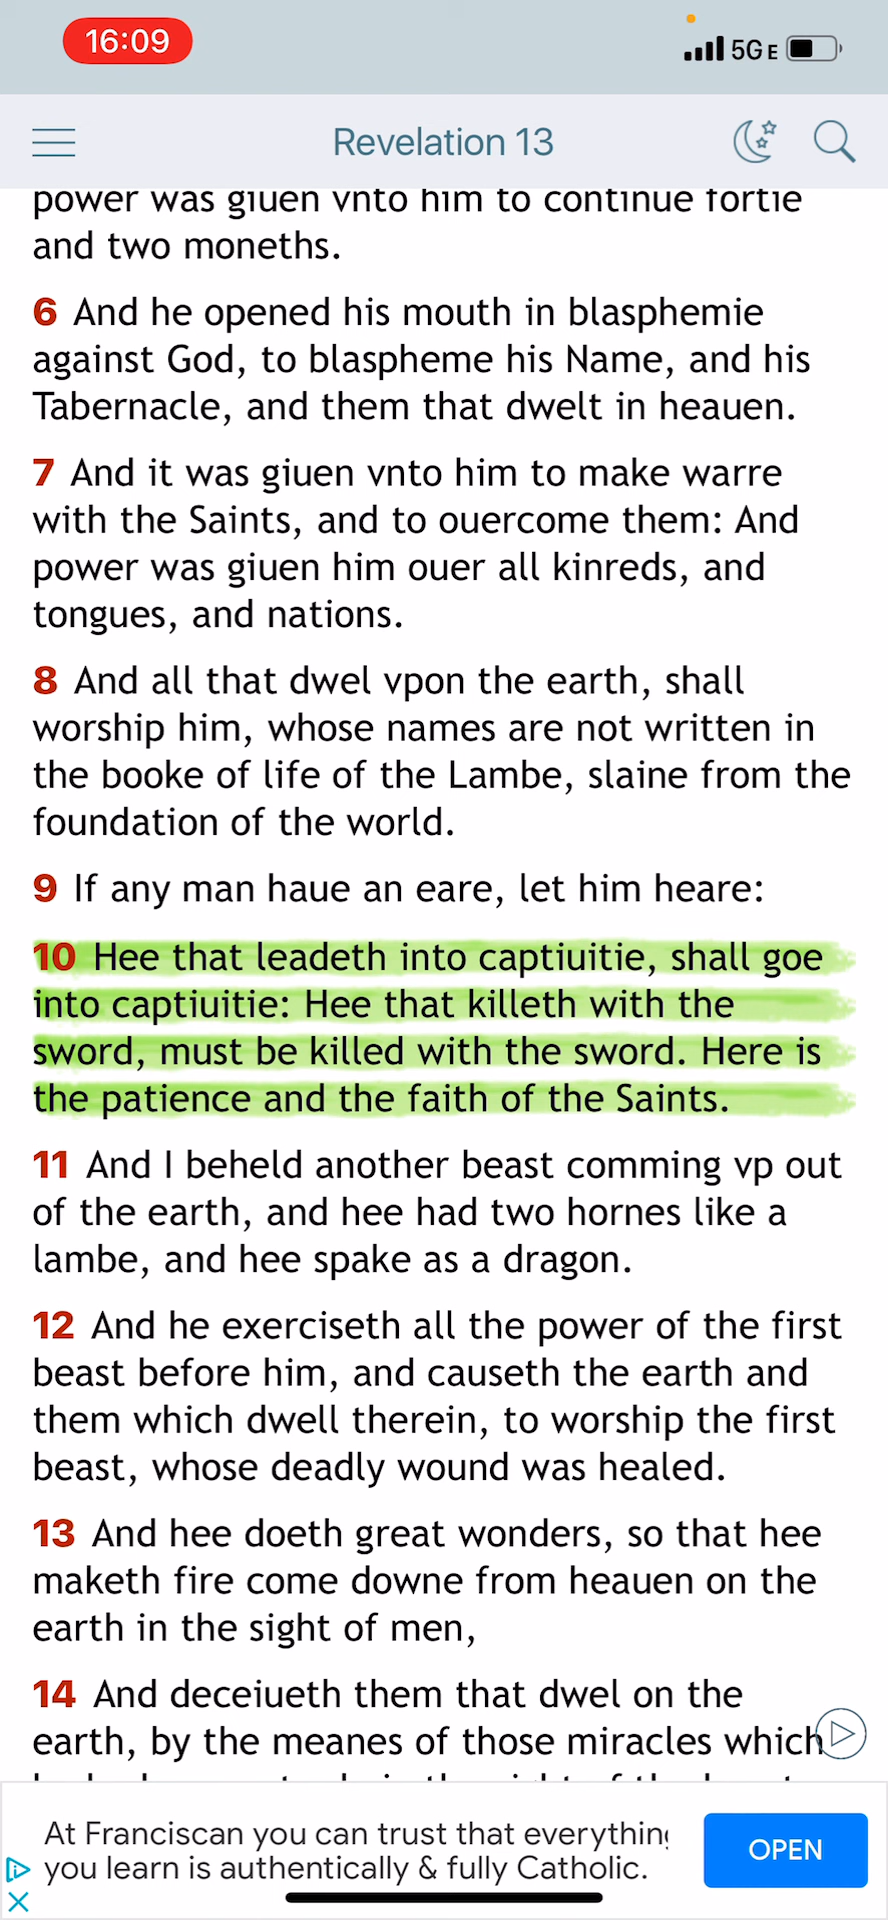 16:09
5GE
Revelation 13
power was giuen vnto him to continue fortie
and two moneths.
6 And he opened his mouth in blasphemie
against God, to blaspheme his Name, and his
Tabernacle, and them that dwelt in heauen.
7 And it was giuen vnto him to make warre
with the Saints, and to ouercome them: And
power was giuen him ouer all kinreds, and
tongues, and nations.
8 And all that dwel vpon the earth, shall
worship him, whose names are not written in
the booke of life of the Lambe, slaine from the
foundation of the world.
9 If any man haue an eare, let him heare:
10 Hee that leadeth into captiuitie, shall goe
into captiuitie: Hee that killeth with the
sword, must be killed with the sword. Here is
the patience and the faith of the Saints.
11 And I beheld another beast comming vp out
of the earth, and hee had two hornes like a
lambe, and hee spake as a dragon.
12 And he exerciseth all the power of the first
beast before him, and causeth the earth and
them which dwell therein, to worship the first
beast, whose deadly wound was healed.
13 And hee doeth great wonders, so that hee
maketh fire come downe from heauen on the
earth in the sight of men,
14 And deceiueth them that dwel on the
earth, by the meanes of those miracles which
At Franciscan you can trust that everything
you learn is authentically & fully Catholic.
OPEN